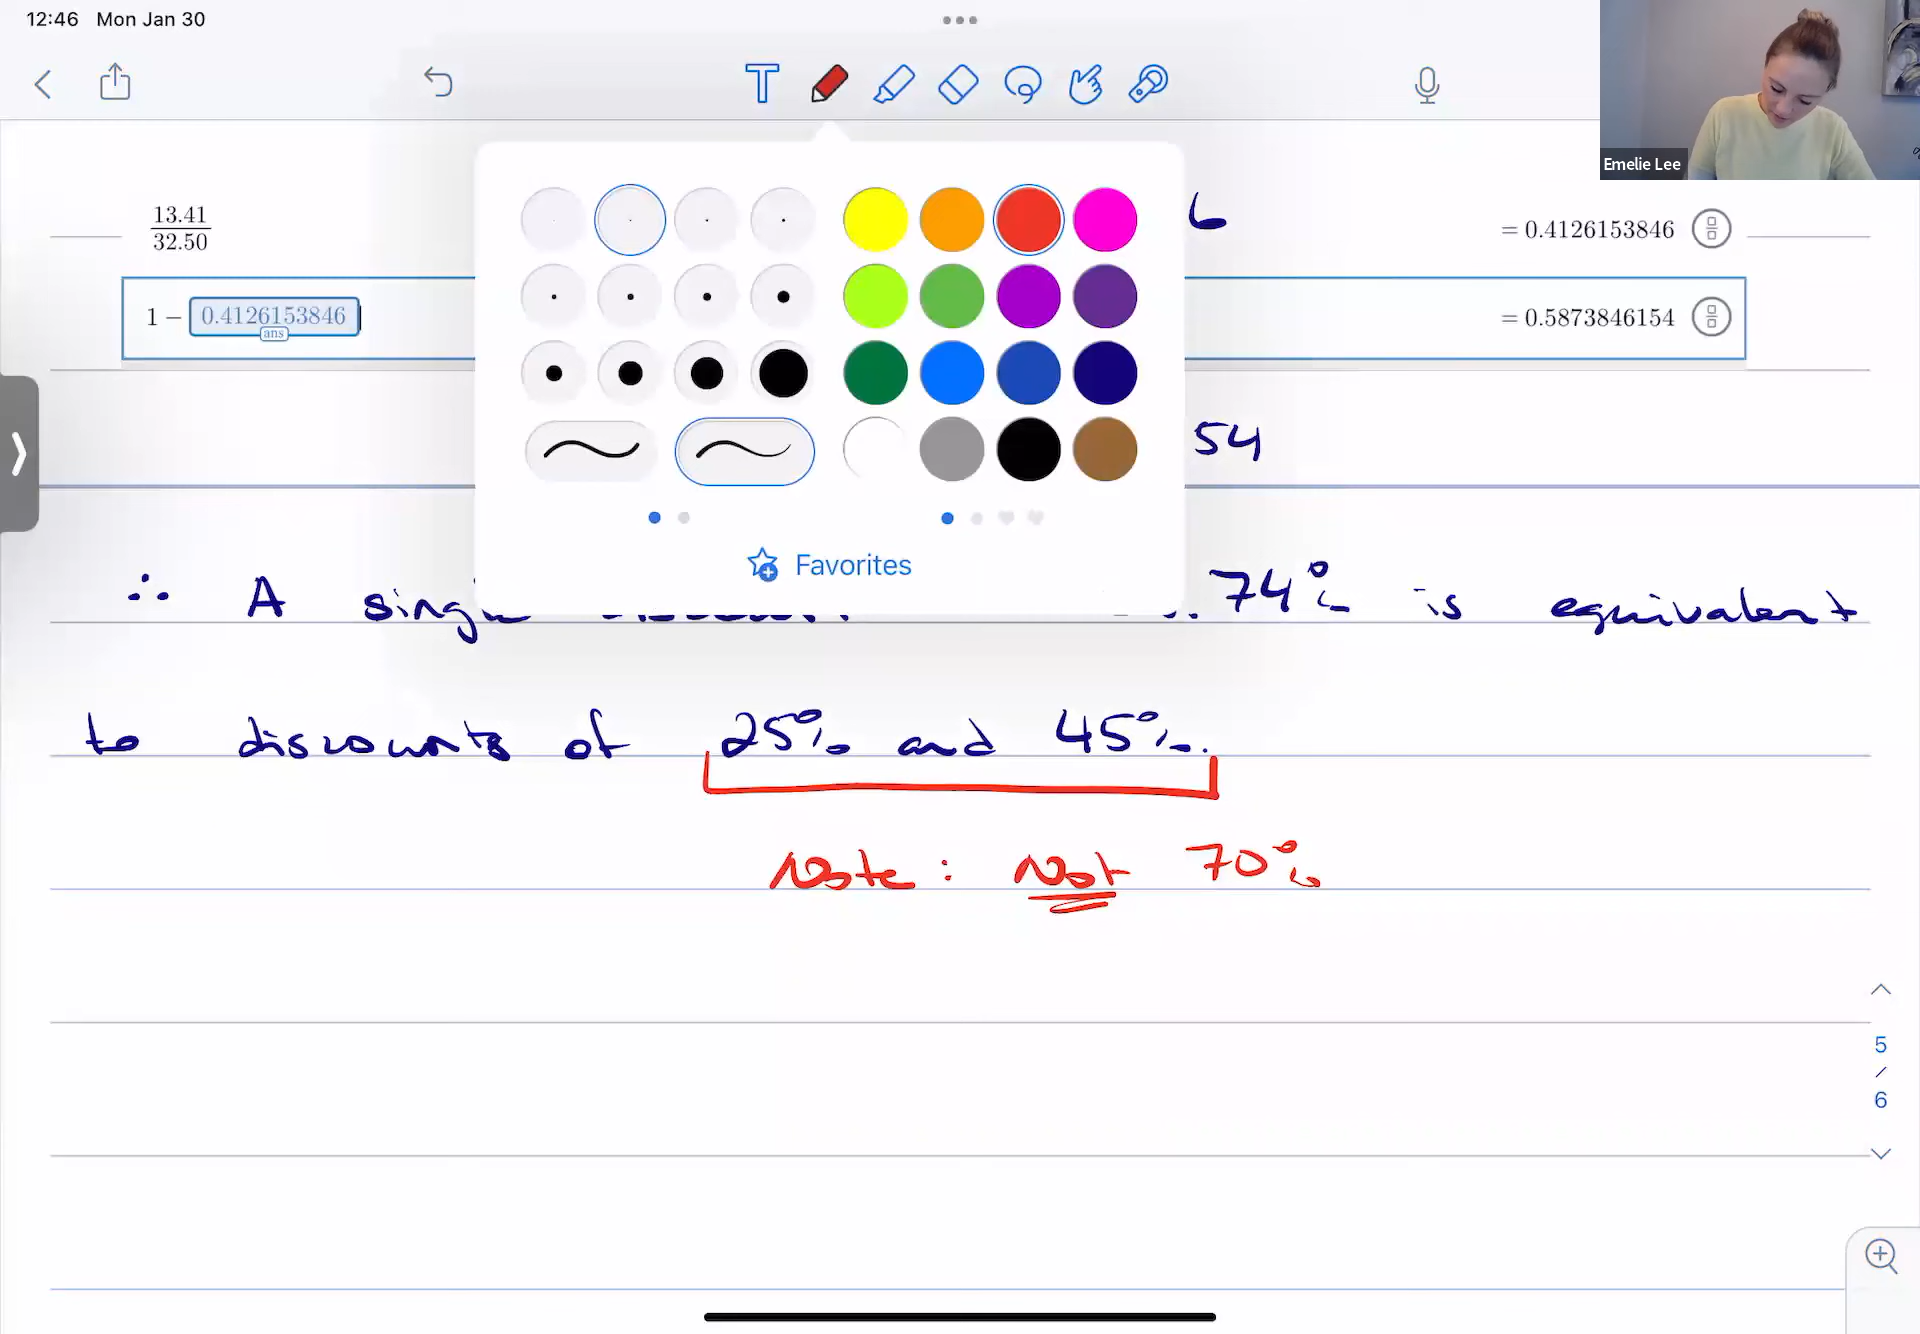 12:46 Mon Jan 30
T
Emelie Lee
13.41
32.50
6
= 0.4126153846
1 − 0.4126153846
ans
= 0.5873846154
54
Favorites
∴ A .74% is equivalent
to discounts of 25% and 45%.
Note: Not 70%
5
/
6